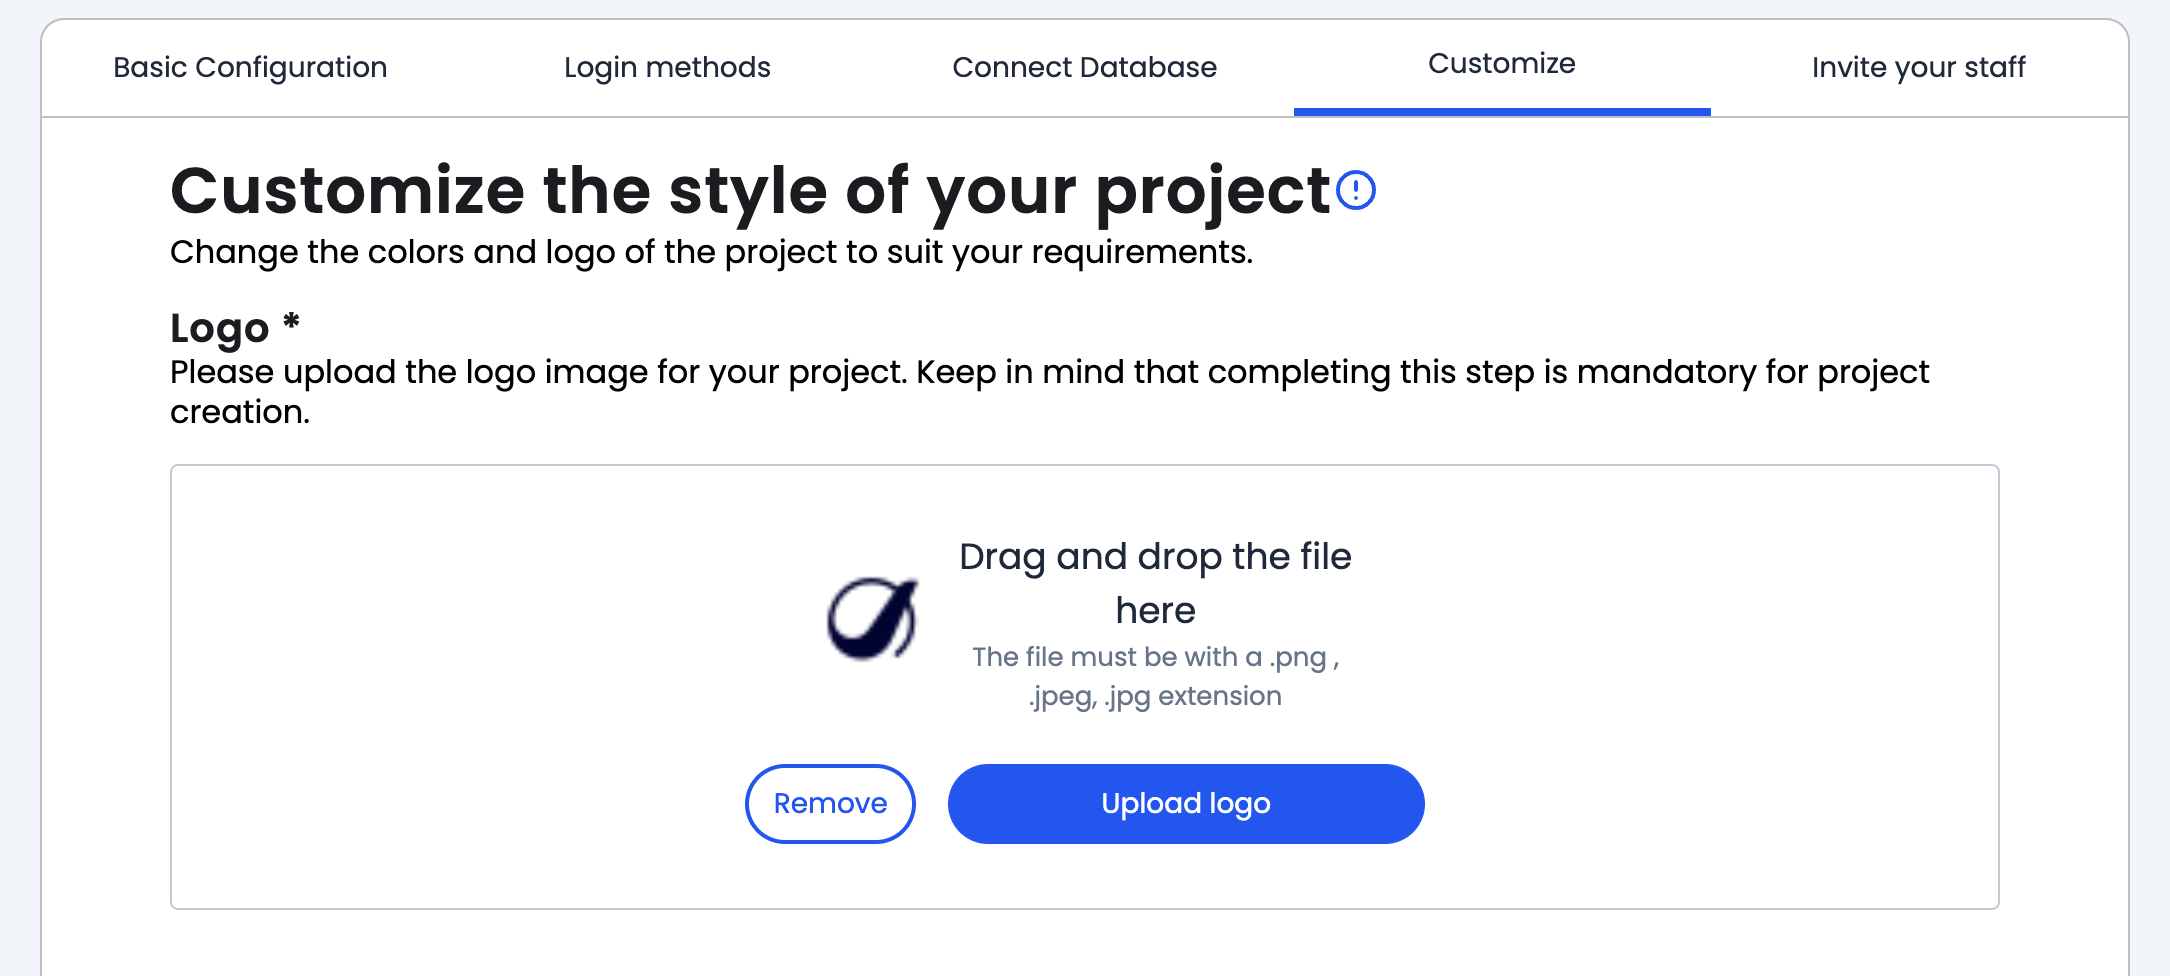 Basic Configuration
Login methods
Connect Database
Customize
Invite your staff
Customize the style of your project
Change the colors and logo of the project to suit your requirements.
Logo *
Please upload the logo image for your project. Keep in mind that completing this step is mandatory for project
creation.
Drag and drop the file
here
The file must be with a .png ,
.jpeg, .jpg extension
Remove
Upload logo